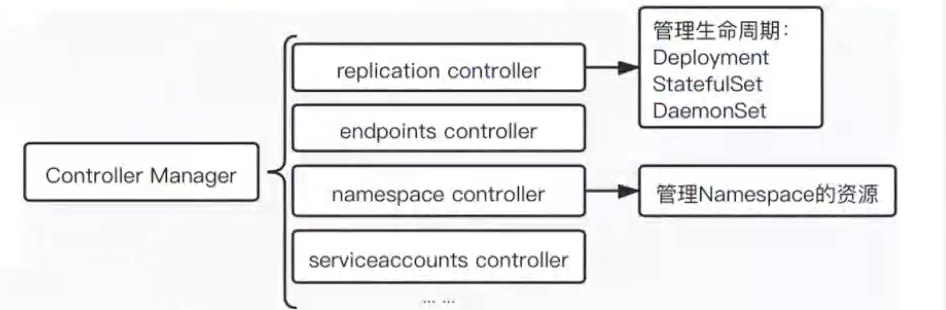 Controller Manager
replication controller
endpoints controller
namespace controller
serviceaccounts controller
... ...
管理生命周期：
Deployment
StatefulSet
DaemonSet
管理Namespace的资源